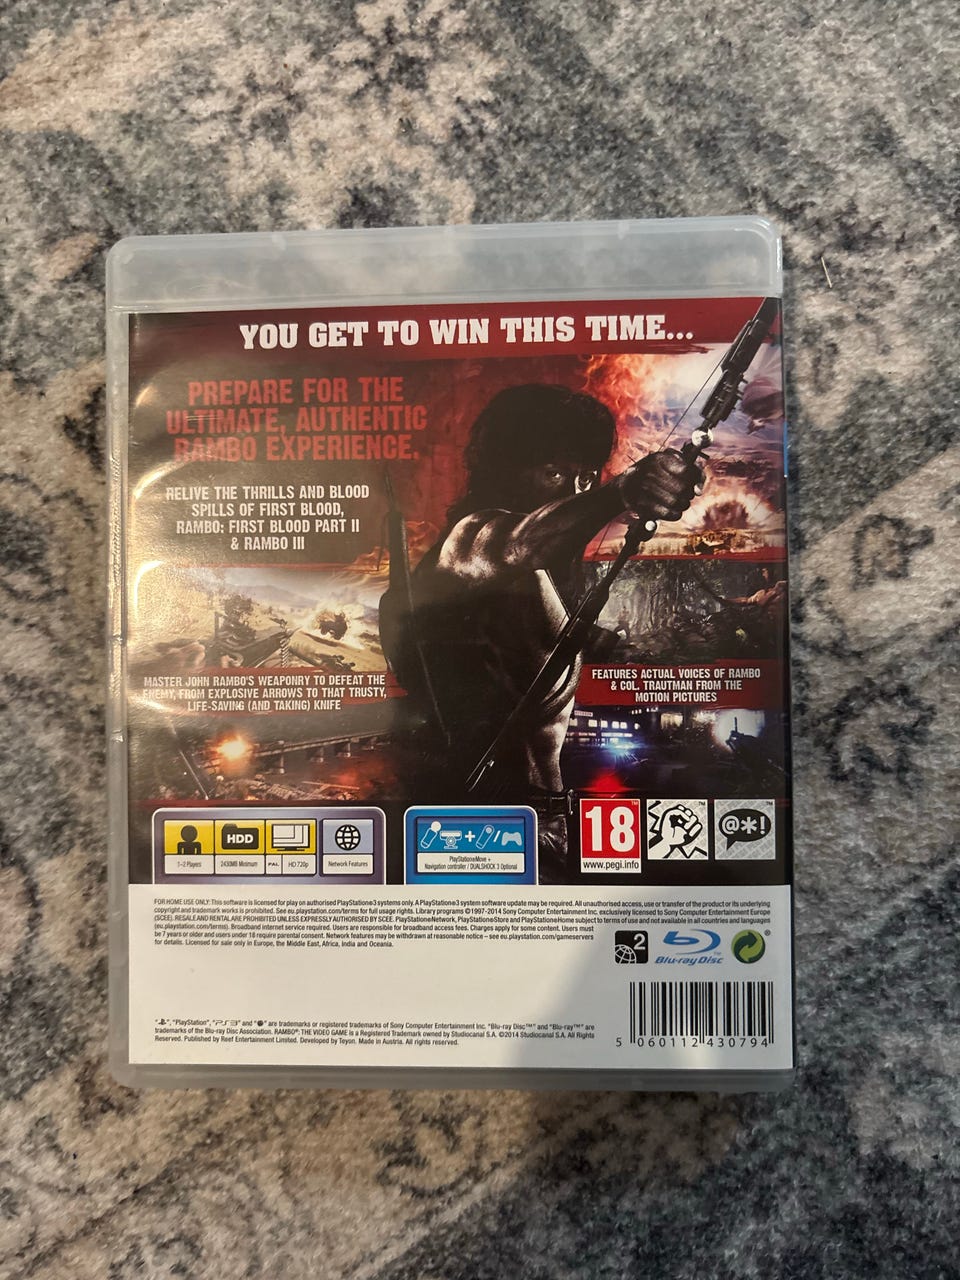 YOU GET TO WIN THIS TIME...
PREPARE FOR THE
ULTIMATE, AUTHENTIC
RAMBO EXPERIENCE.
RELIVE THE THRILLS AND BLOOD
SPILLS OF FIRST BLOOD,
RAMBO: FIRST BLOOD PART II
& RAMBO III
MASTER JOHN RAMBO'S WEAPONRY TO DEFEAT THE
ENEMY, FROM EXPLOSIVE ARROWS TO THAT TRUSTY,
LIFE-SAVING (AND TAKING) KNIFE
FEATURES ACTUAL VOICES OF RAMBO
& COL. TRAUTMAN FROM THE
MOTION PICTURES
HDD
1-2 Players
2430MB Minimum
PAL
HD 720p
Network Features
PlayStation®Move +
Navigation controller / DUALSHOCK 3 Optional
18
www.pegi.info
@*!
FOR HOME USE ONLY: This software is licensed for play on authorised PlayStation®3 systems only. A PlayStation®3 system software update may be required. All unauthorised access, use or transfer of the product or its underlying
copyright and trademark works is prohibited. See eu.playstation.com/terms for full usage rights. Library programs ©1997-2014 Sony Computer Entertainment Inc. exclusively licensed to Sony Computer Entertainment Europe
(SCEE). RESALE AND RENTAL ARE PROHIBITED UNLESS EXPRESSLY AUTHORISED BY SCEE. PlayStation®Network, PlayStation®Store and PlayStation®Home subject to terms of use and not available in all countries and languages
(eu.playstation.com/terms). Broadband internet service required. Users are responsible for broadband access fees. Charges apply for some content. Users must
be 7 years or older and users under 18 require parental consent. Network features may be withdrawn at reasonable notice – see eu.playstation.com/gameservers
for details. Licensed for sale only in Europe, the Middle East, Africa, India and Oceania.
2
Blu-ray Disc™
"PlayStation", "PS3" and " " are trademarks or registered trademarks of Sony Computer Entertainment Inc. "Blu-ray Disc™" and "Blu-ray™" are
trademarks of the Blu-ray Disc Association. RAMBO®: THE VIDEO GAME is a Registered Trademark owned by Studiocanal S.A. ©2014 Studiocanal S.A. All Rights
Reserved. Published by Reef Entertainment Limited. Developed by Teyon. Made in Austria. All rights reserved.
5 060112 430794